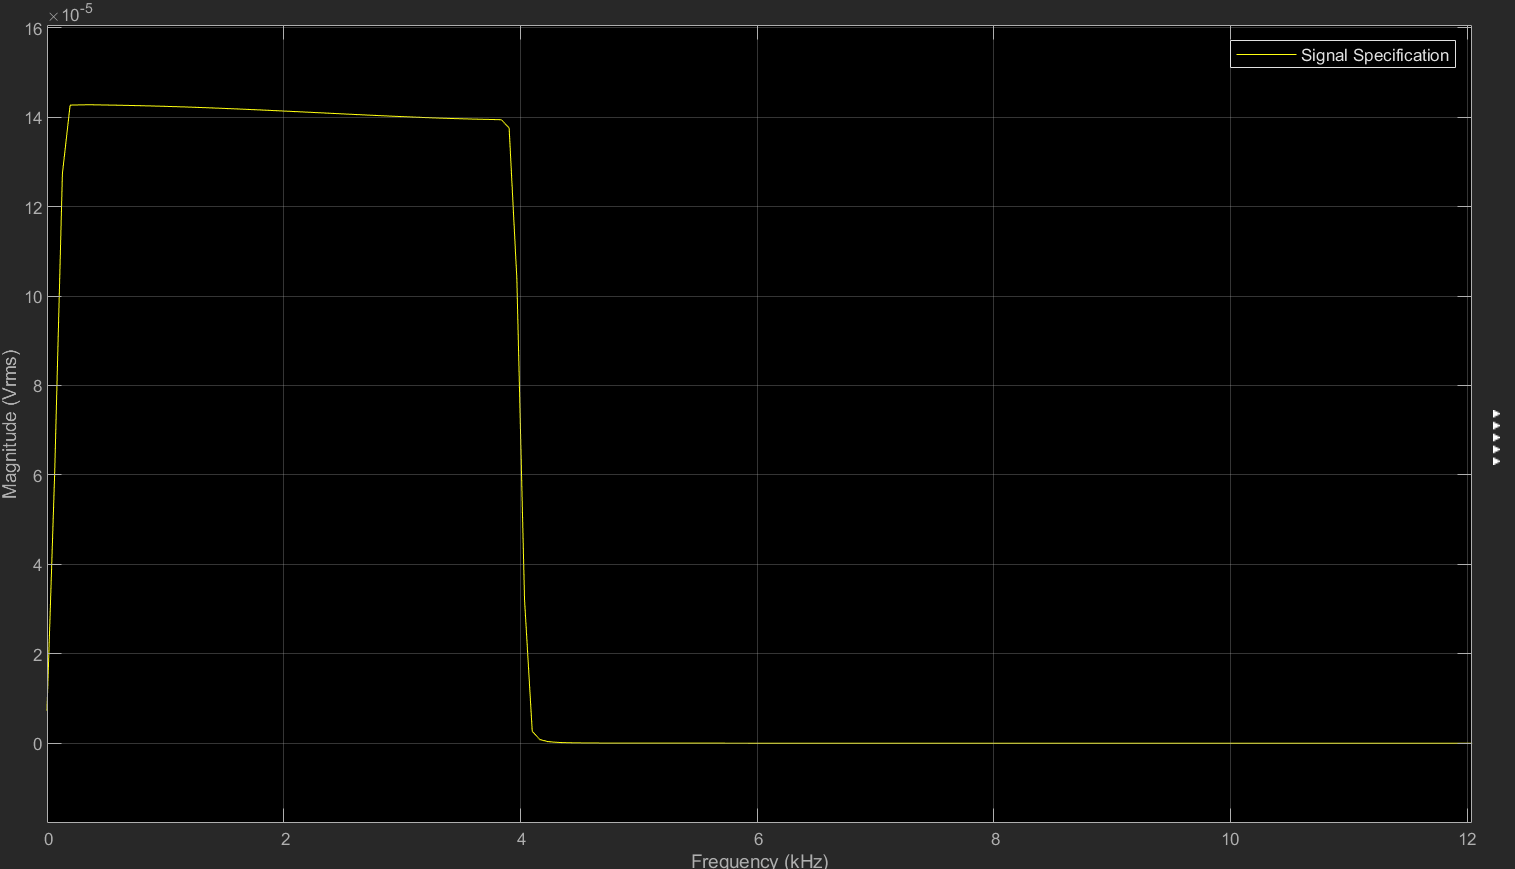 ×10-5
16
Signal Specification
14
12
10
8
6
4
2
0
Magnitude (Vrms)
0 2 4 6 8 10 12
Frequency (kHz)